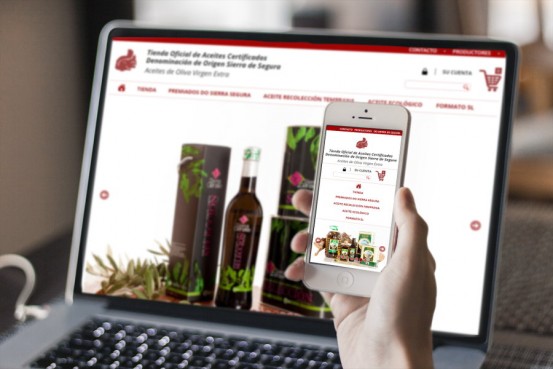 CONTACTO
PRODUCTORES
Tienda Oficial de Aceites Certificados
Denominación de Origen Sierra de Segura
Aceites de Oliva Virgen Extra
SU CUENTA
TIENDA
PREMIADOS DO SIERRA SEGURA
ACEITE RECOLECCIÓN TEMPRANA
ACEITE ECOLÓGICO
FORMATO 5L
Tienda Oficial de Aceites Certificados
Denominación de Origen Sierra de Segura
Aceites de Oliva Virgen Extra
SU CUENTA
TIENDA
PREMIADOS DO SIERRA SEGURA
ACEITE RECOLECCIÓN TEMPRANA
ACEITE ECOLÓGICO